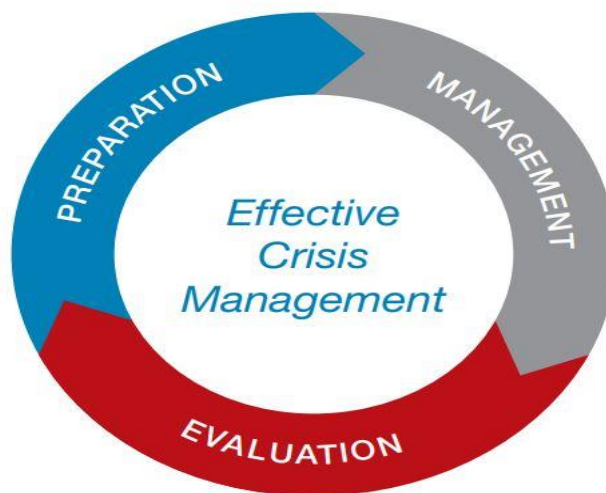 PREPARATION
MANAGEMENT
Effective
Crisis
Management
EVALUATION